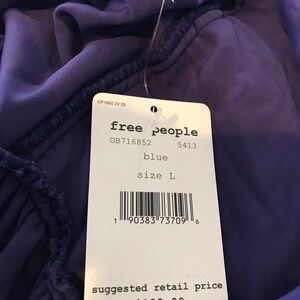 free people
OB716852 5413
blue
size L
1 90383 73709 6
suggested retail price